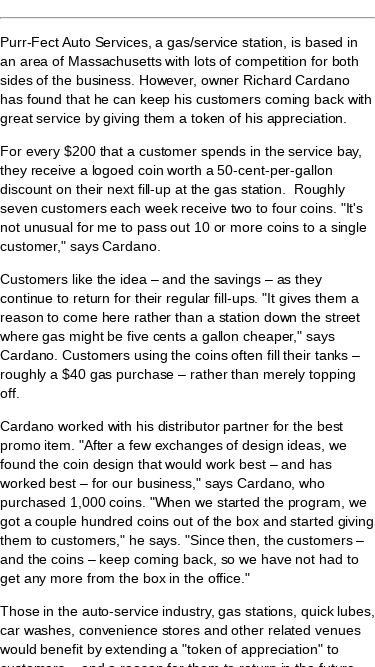 Purr-Fect Auto Services, a gas/service station, is based in
an area of Massachusetts with lots of competition for both
sides of the business. However, owner Richard Cardano
has found that he can keep his customers coming back with
great service by giving them a token of his appreciation.
For every $200 that a customer spends in the service bay,
they receive a logoed coin worth a 50-cent-per-gallon
discount on their next fill-up at the gas station.  Roughly
seven customers each week receive two to four coins. "It's
not unusual for me to pass out 10 or more coins to a single
customer," says Cardano.
Customers like the idea – and the savings – as they
continue to return for their regular fill-ups. "It gives them a
reason to come here rather than a station down the street
where gas might be five cents a gallon cheaper," says
Cardano. Customers using the coins often fill their tanks –
roughly a $40 gas purchase – rather than merely topping
off.
Cardano worked with his distributor partner for the best
promo item. "After a few exchanges of design ideas, we
found the coin design that would work best – and has
worked best – for our business," says Cardano, who
purchased 1,000 coins. "When we started the program, we
got a couple hundred coins out of the box and started giving
them to customers," he says. "Since then, the customers –
and the coins – keep coming back, so we have not had to
get any more from the box in the office."
Those in the auto-service industry, gas stations, quick lubes,
car washes, convenience stores and other related venues
would benefit by extending a "token of appreciation" to
customers – and a reason for them to return in the future